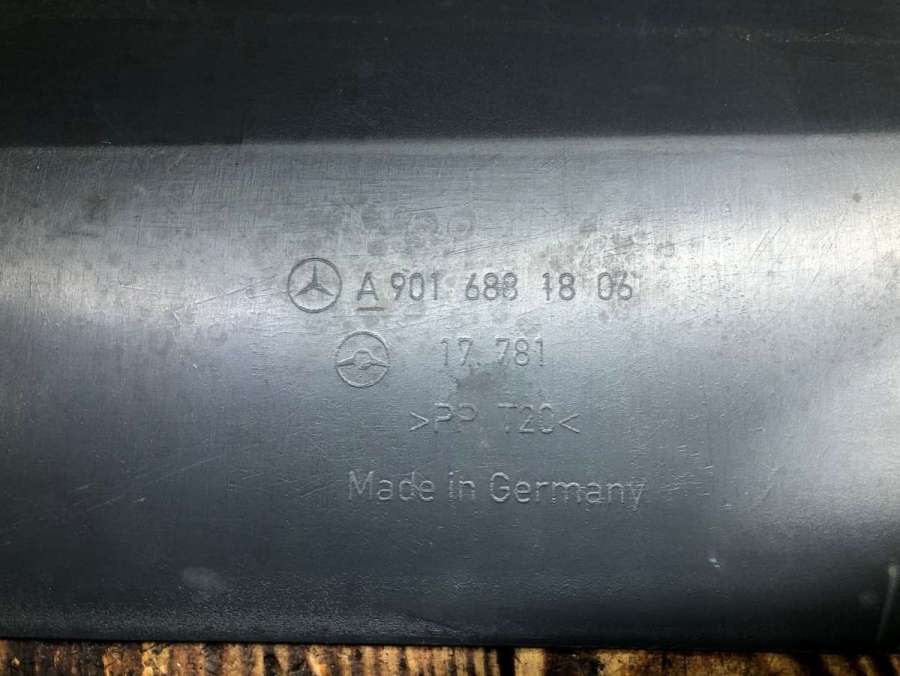 A 901 688 18 06
17.781
>PP T20<
Made in Germany